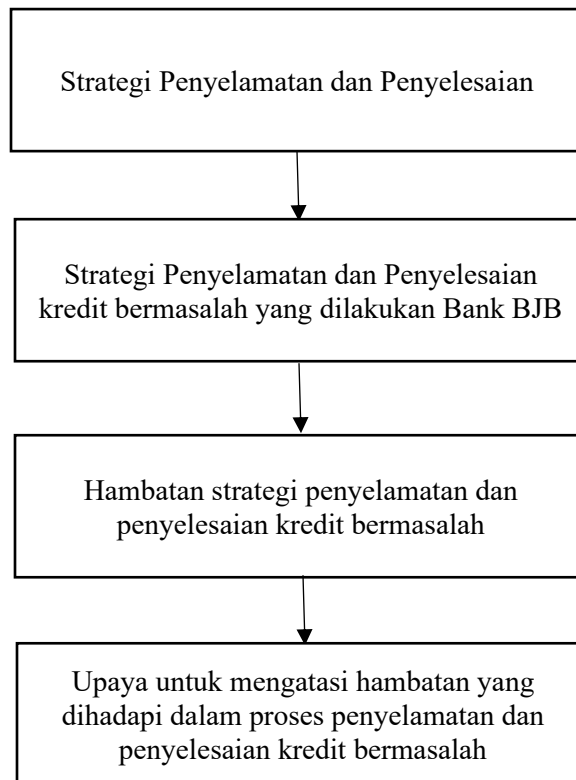 Strategi Penyelamatan dan Penyelesaian
Strategi Penyelamatan dan Penyelesaian
kredit bermasalah yang dilakukan Bank BJB
Hambatan strategi penyelamatan dan
penyelesaian kredit bermasalah
Upaya untuk mengatasi hambatan yang
dihadapi dalam proses penyelamatan dan
penyelesaian kredit bermasalah